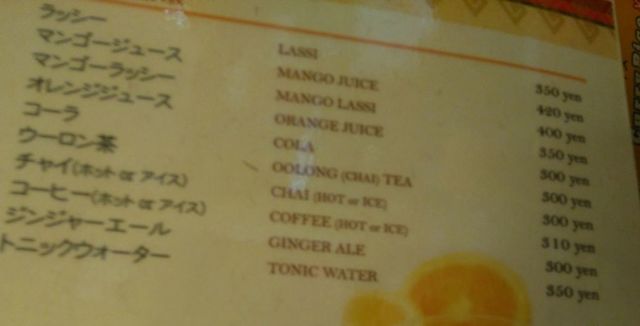 ラッシー LASSI 350 yen
マンゴージュース MANGO JUICE 420 yen
マンゴーラッシー MANGO LASSI 400 yen
オレンジジュース ORANGE JUICE 350 yen
コーラ COLA 300 yen
ウーロン茶 OOLONG (CHAI) TEA 300 yen
チャイ(ホット or アイス) CHAI (HOT or ICE) 300 yen
コーヒー(ホット or アイス) COFFEE (HOT or ICE) 310 yen
ジンジャーエール GINGER ALE 300 yen
トニックウォーター TONIC WATER 350 yen